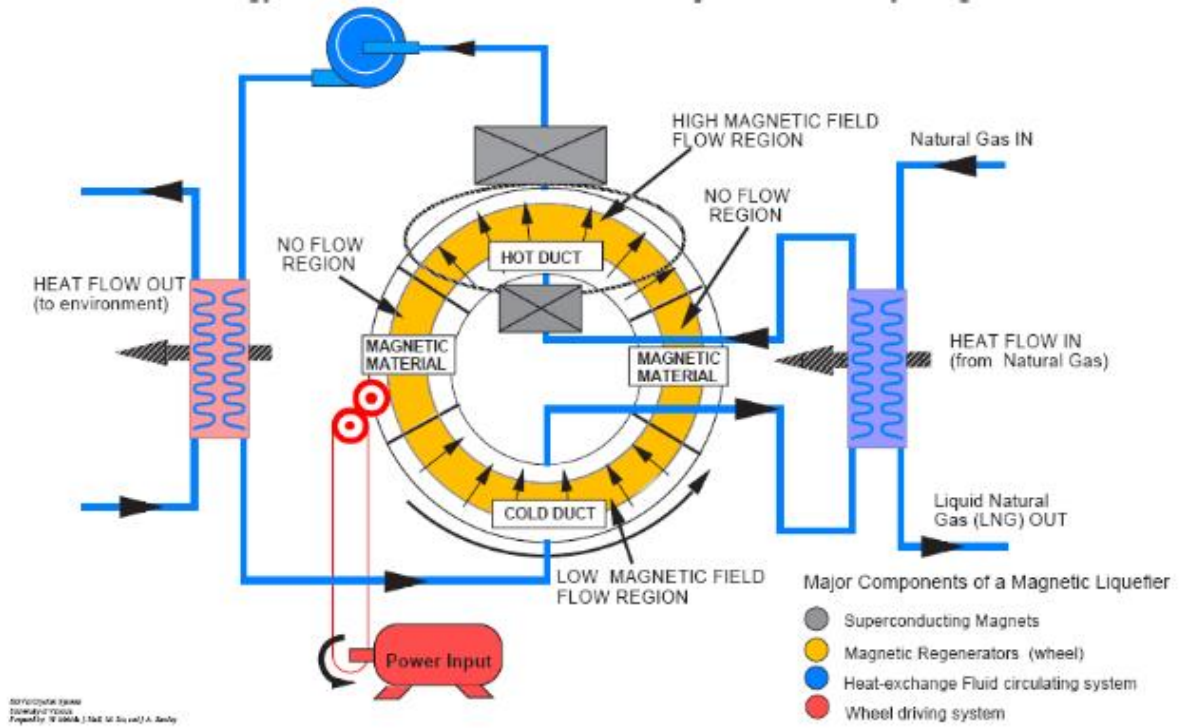 HIGH MAGNETIC FIELD
FLOW REGION
Natural Gas IN
NO FLOW
REGION
NO FLOW
REGION
HOT DUCT
HEAT FLOW OUT
(to environment)
MAGNETIC
MATERIAL
MAGNETIC
MATERIAL
HEAT FLOW IN
(from Natural Gas)
COLD DUCT
Liquid Natural
Gas (LNG) OUT
LOW MAGNETIC FIELD
FLOW REGION
Major Components of a Magnetic Liquefier
Superconducting Magnets
Magnetic Regenerators (wheel)
Heat-exchange Fluid circulating system
Wheel driving system
Power Input